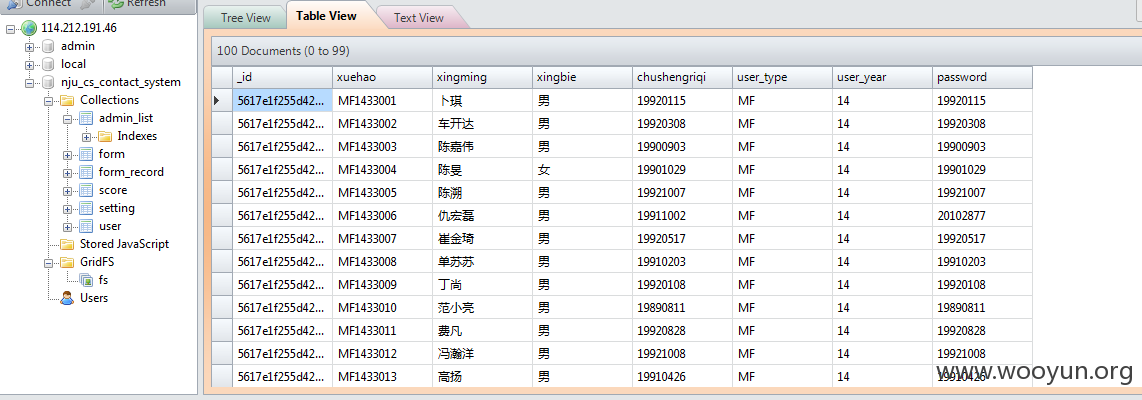 Connect Refresh
114.212.191.46
admin
local
nju_cs_contact_system
Collections
admin_list
Indexes
form
form_record
score
setting
user
Stored JavaScript
GridFS
fs
Users
Tree View Table View Text View
100 Documents (0 to 99)
_id xuehao xingming xingbie chushengriqi user_type user_year password
5617e1f255d42... MF1433001 卜琪 男 19920115 MF 14 19920115
5617e1f255d42... MF1433002 车开达 男 19920308 MF 14 19920308
5617e1f255d42... MF1433003 陈嘉伟 男 19900903 MF 14 19900903
5617e1f255d42... MF1433004 陈旻 女 19901029 MF 14 19901029
5617e1f255d42... MF1433005 陈溯 男 19921007 MF 14 19921007
5617e1f255d42... MF1433006 仇宏磊 男 19911002 MF 14 20102877
5617e1f255d42... MF1433007 崔金琦 男 19920517 MF 14 19920517
5617e1f255d42... MF1433008 单苏苏 男 19910203 MF 14 19910203
5617e1f255d42... MF1433009 丁尚 男 19920108 MF 14 19920108
5617e1f255d42... MF1433010 范小亮 男 19890811 MF 14 19890811
5617e1f255d42... MF1433011 费凡 男 19920828 MF 14 19920828
5617e1f255d42... MF1433012 冯瀚洋 男 19921008 MF 14 19921008
5617e1f255d42... MF1433013 高扬 男 19910426 MF 14 19910426
www.wooyun.org